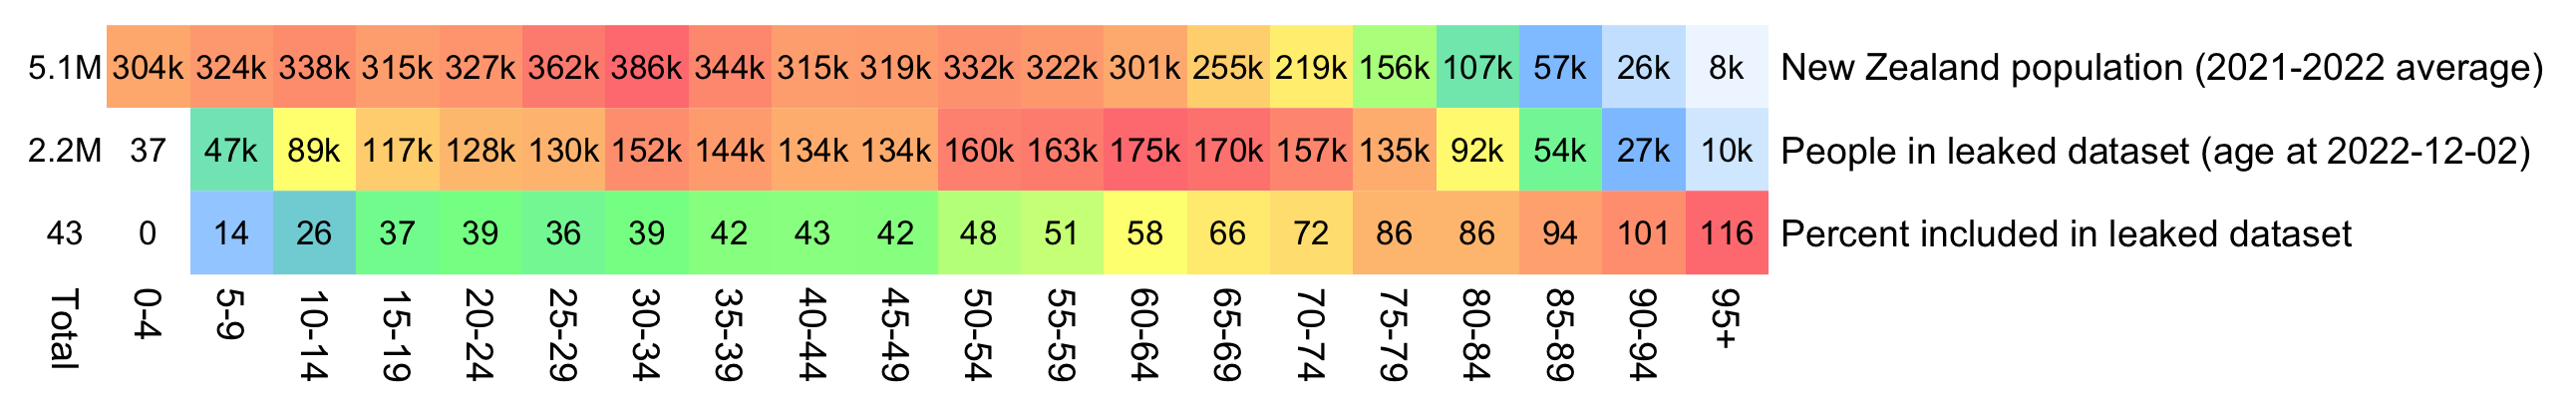 5.1M 304k 324k 338k 315k 327k 362k 386k 344k 315k 319k 332k 322k 301k 255k 219k 156k 107k 57k 26k 8k New Zealand population (2021-2022 average)
2.2M 37 47k 89k 117k 128k 130k 152k 144k 134k 134k 160k 163k 175k 170k 157k 135k 92k 54k 27k 10k People in leaked dataset (age at 2022-12-02)
43 0 14 26 37 39 36 39 42 43 42 48 51 58 66 72 86 86 94 101 116 Percent included in leaked dataset
Total 0-4 5-9 10-14 15-19 20-24 25-29 30-34 35-39 40-44 45-49 50-54 55-59 60-64 65-69 70-74 75-79 80-84 85-89 90-94 95+